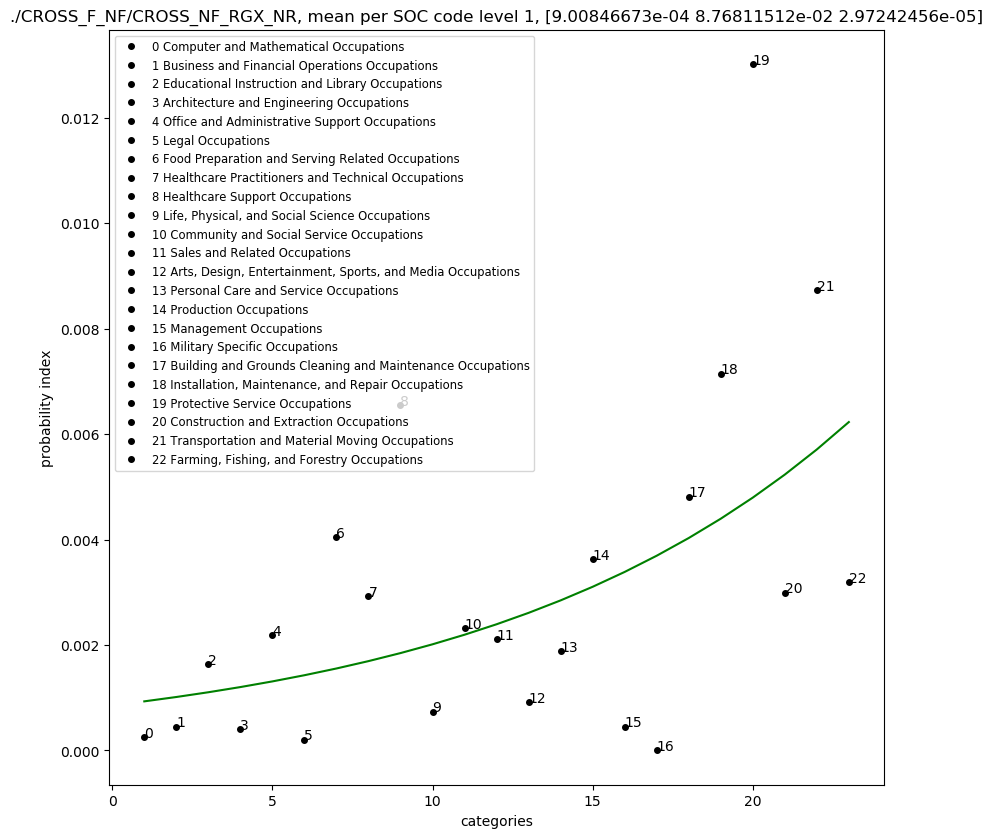 ./CROSS_F_NF/CROSS_NF_RGX_NR, mean per SOC code level 1, [9.00846673e-04 8.76811512e-02 2.97242456e-05]
0 Computer and Mathematical Occupations
1 Business and Financial Operations Occupations
2 Educational Instruction and Library Occupations
3 Architecture and Engineering Occupations
4 Office and Administrative Support Occupations
5 Legal Occupations
6 Food Preparation and Serving Related Occupations
7 Healthcare Practitioners and Technical Occupations
8 Healthcare Support Occupations
9 Life, Physical, and Social Science Occupations
10 Community and Social Service Occupations
11 Sales and Related Occupations
12 Arts, Design, Entertainment, Sports, and Media Occupations
13 Personal Care and Service Occupations
14 Production Occupations
15 Management Occupations
16 Military Specific Occupations
17 Building and Grounds Cleaning and Maintenance Occupations
18 Installation, Maintenance, and Repair Occupations
19 Protective Service Occupations
20 Construction and Extraction Occupations
21 Transportation and Material Moving Occupations
22 Farming, Fishing, and Forestry Occupations
probability index
0.012
0.010
0.008
0.006
0.004
0.002
0.000
0
1
2
3
4
5
6
7
8
9
10
11
12
13
14
15
16
17
18
19
20
21
22
0
5
10
15
20
categories